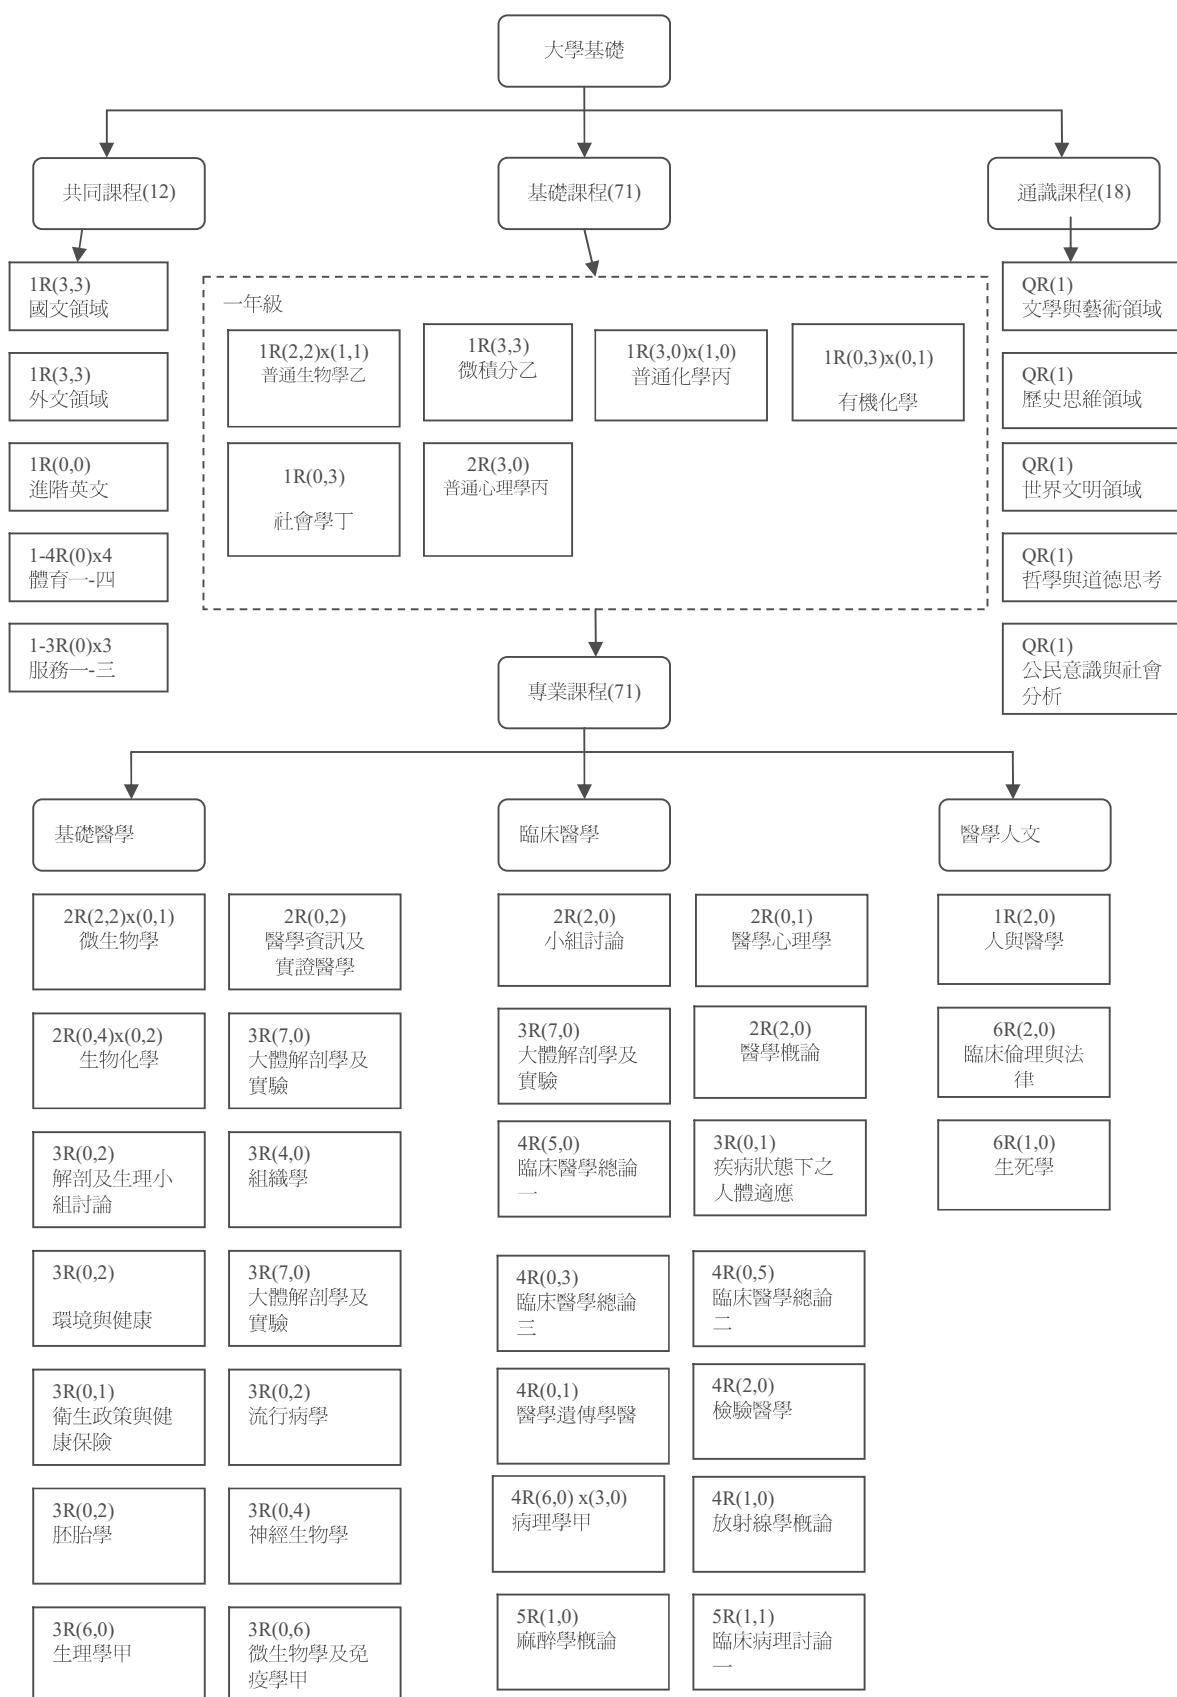 大學基礎
共同課程(12)
基礎課程(71)
通識課程(18)
1R(3,3)
國文領域
1R(3,3)
外文領域
1R(0,0)
進階英文
1-4R(0)x4
體育一-四
1-3R(0)x3
服務一-三
一年級
1R(2,2)x(1,1)
普通生物學乙
1R(3,3)
微積分乙
1R(3,0)x(1,0)
普通化學丙
1R(0,3)x(0,1)
有機化學
1R(0,3)
社會學丁
2R(3,0)
普通心理學丙
QR(1)
文學與藝術領域
QR(1)
歷史思維領域
QR(1)
世界文明領域
QR(1)
哲學與道德思考
QR(1)
公民意識與社會
分析
專業課程(71)
基礎醫學
臨床醫學
醫學人文
2R(2,2)x(0,1)
微生物學
2R(0,2)
醫學資訊及
實證醫學
2R(0,4)x(0,2)
生物化學
3R(7,0)
大體解剖學及
實驗
3R(0,2)
解剖及生理小
組討論
3R(4,0)
組織學
3R(0,2)
環境與健康
3R(7,0)
大體解剖學及
實驗
3R(0,1)
衛生政策與健
康保險
3R(0,2)
流行病學
3R(0,2)
胚胎學
3R(0,4)
神經生物學
3R(6,0)
生理學甲
3R(0,6)
微生物學及免
疫學甲
2R(2,0)
小組討論
2R(0,1)
醫學心理學
3R(7,0)
大體解剖學及
實驗
2R(2,0)
醫學概論
4R(5,0)
臨床醫學總論
一
3R(0,1)
疾病狀態下之
人體適應
4R(0,3)
臨床醫學總論
三
4R(0,5)
臨床醫學總論
二
4R(0,1)
醫學遺傳學醫
4R(2,0)
檢驗醫學
4R(6,0) x(3,0)
病理學甲
4R(1,0)
放射線學概論
5R(1,0)
麻醉學概論
5R(1,1)
臨床病理討論
一
1R(2,0)
人與醫學
6R(2,0)
臨床倫理與法
律
6R(1,0)
生死學